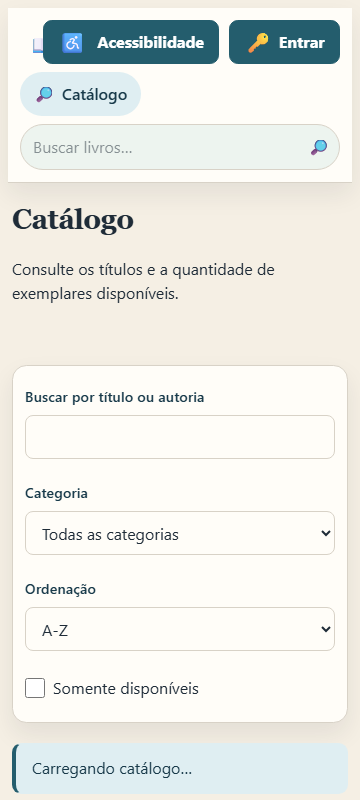 Acessibilidade
Entrar
Catálogo
Buscar livros...
Catálogo
Consulte os títulos e a quantidade de
exemplares disponíveis.
Buscar por título ou autoria
Categoria
Todas as categorias
Ordenação
A-Z
Somente disponíveis
Carregando catálogo...